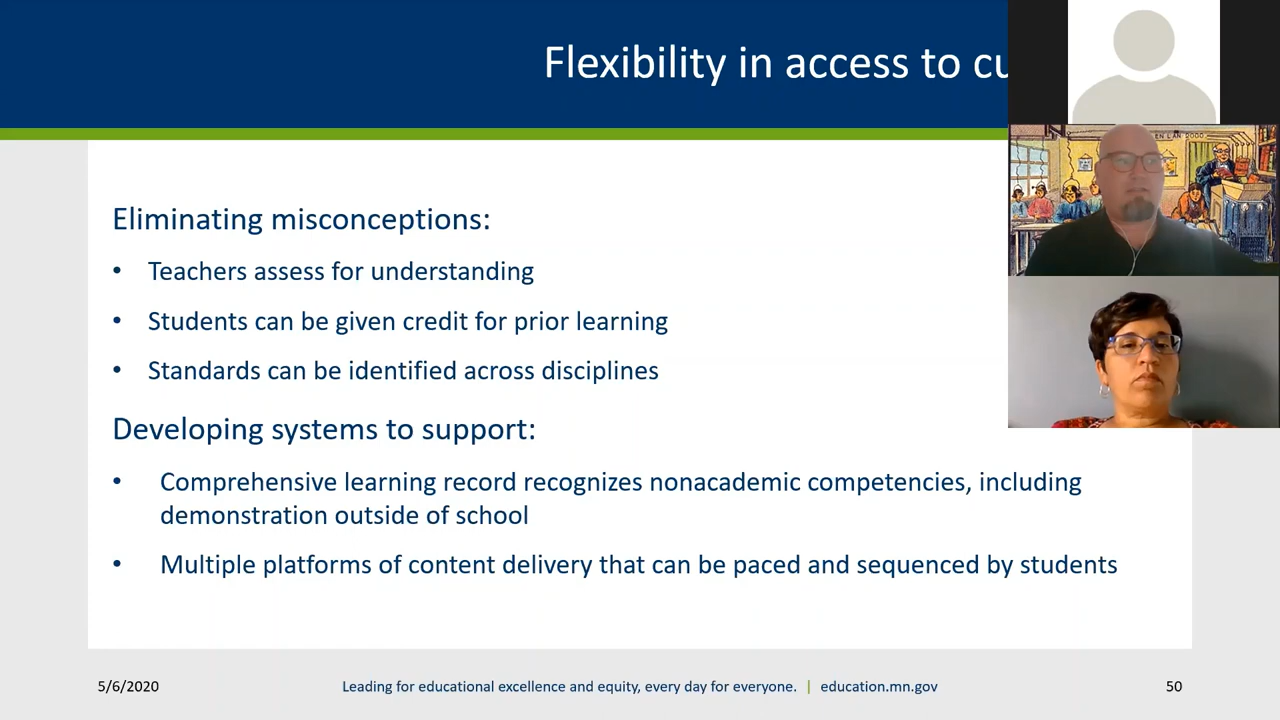 Flexibility in access to
Eliminating misconceptions:
• Teachers assess for understanding
• Students can be given credit for prior learning
• Standards can be identified across disciplines
Developing systems to support:
• Comprehensive learning record recognizes nonacademic competencies, including
demonstration outside of school
• Multiple platforms of content delivery that can be paced and sequenced by students
5/6/2020
Leading for educational excellence and equity, every day for everyone. | education.mn.gov
50